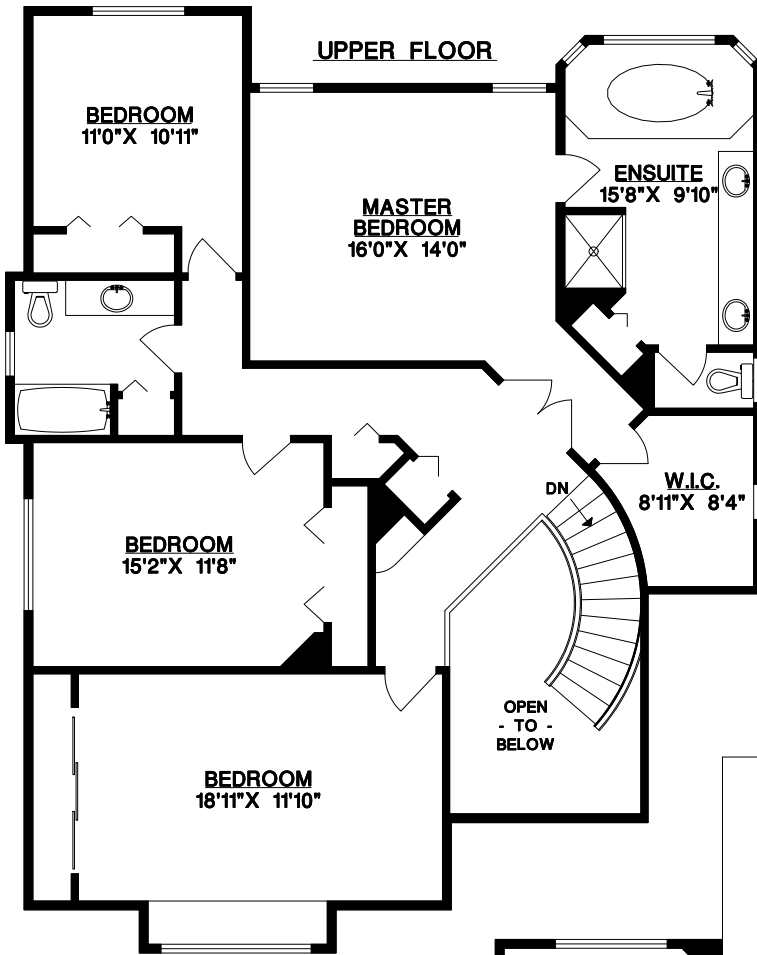 UPPER FLOOR
BEDROOM
11'0"X 10'11"
MASTER
BEDROOM
16'0"X 14'0"
ENSUITE
15'8"X 9'10"
W.I.C.
8'11"X 8'4"
DN
BEDROOM
15'2"X 11'8"
OPEN
- TO -
BELOW
BEDROOM
18'11"X 11'10"